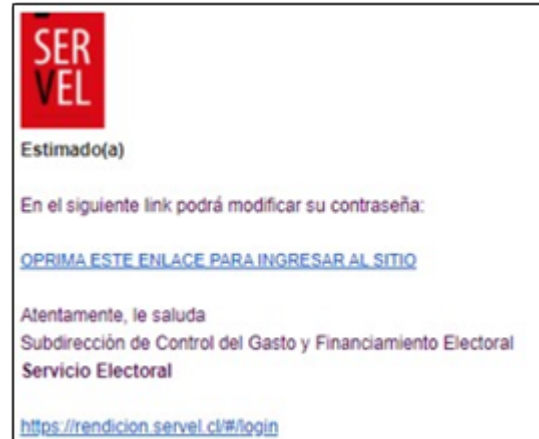 SER
VEL
Estimado(a)
En el siguiente link podrá modificar su contraseña:
OPRIMA ESTE ENLACE PARA INGRESAR AL SITIO
Atentamente, le saluda
Subdirección de Control del Gasto y Financiamiento Electoral
Servicio Electoral
https://rendicion.servel.cl/#/login